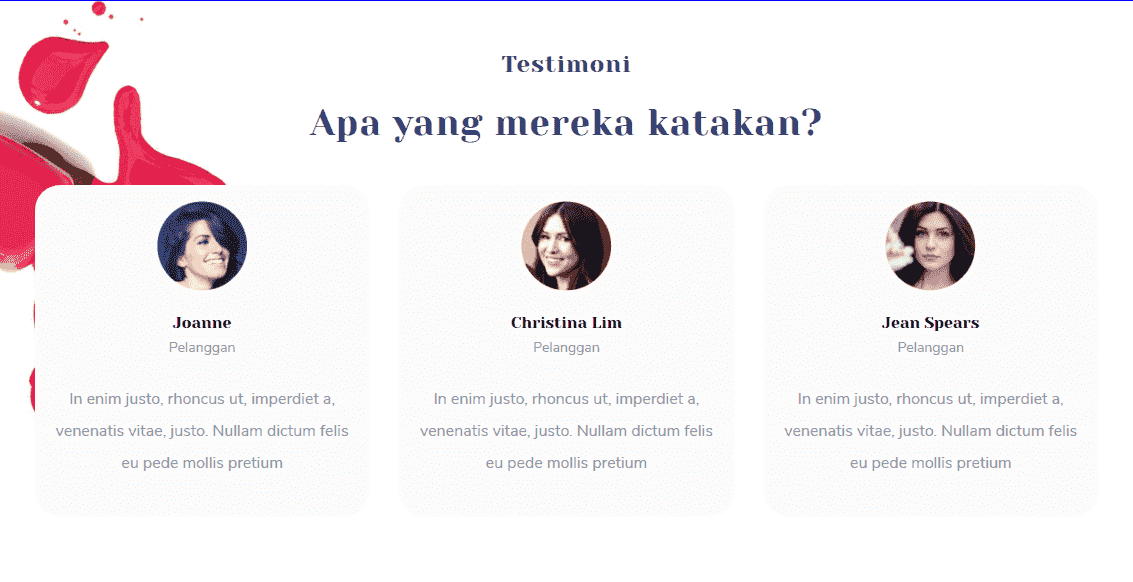 Testimoni
Apa yang mereka katakan?
Joanne
Pelanggan
In enim justo, rhoncus ut, imperdiet a,
venenatis vitae, justo. Nullam dictum felis
eu pede mollis pretium
Christina Lim
Pelanggan
In enim justo, rhoncus ut, imperdiet a,
venenatis vitae, justo. Nullam dictum felis
eu pede mollis pretium
Jean Spears
Pelanggan
In enim justo, rhoncus ut, imperdiet a,
venenatis vitae, justo. Nullam dictum felis
eu pede mollis pretium